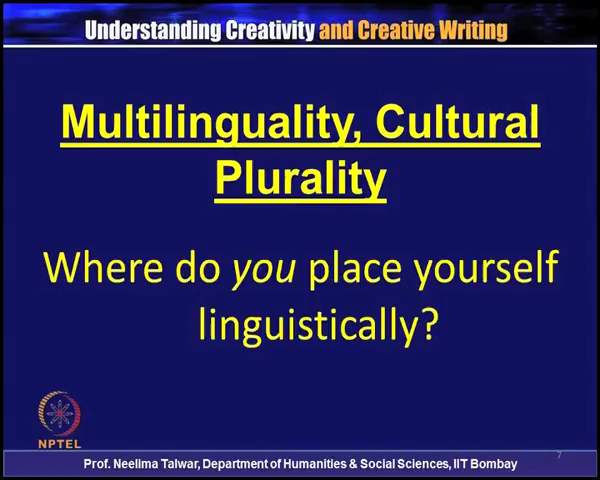 Understanding Creativity and Creative Writing
Multilinguality, Cultural
Plurality
Where do you place yourself
linguistically?
NPTEL
7
Prof. Neelima Talwar, Department of Humanities & Social Sciences, IIT Bombay